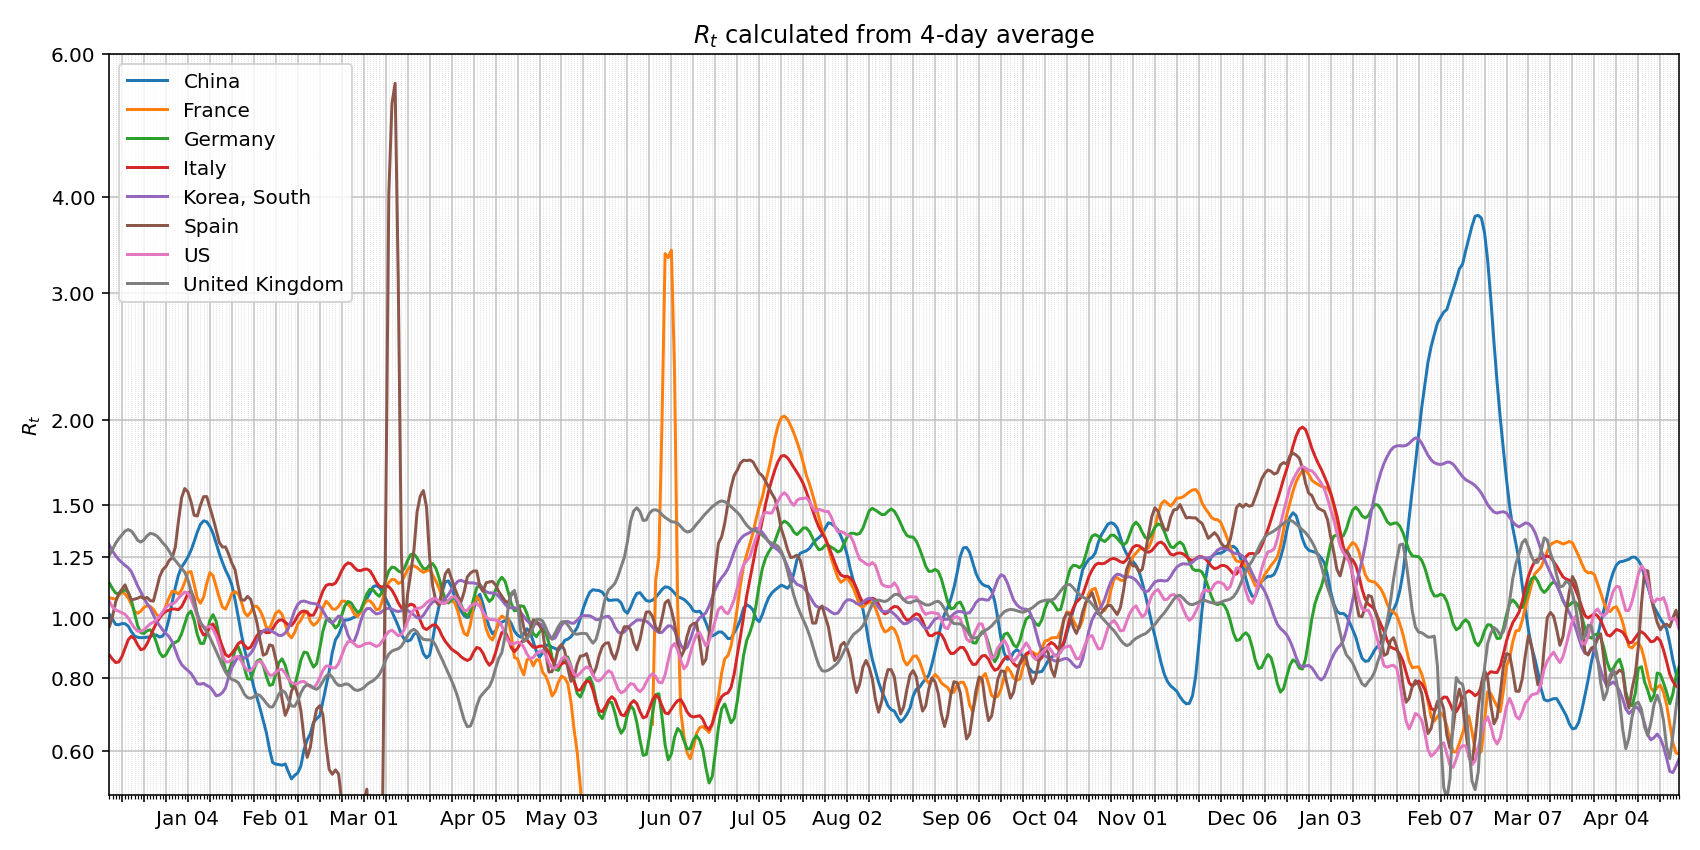 R_t calculated from 4-day average
6.00
4.00
3.00
2.00
1.50
1.25
1.00
0.80
0.60
R_t
China
France
Germany
Italy
Korea, South
Spain
US
United Kingdom
Jan 04 Feb 01 Mar 01 Apr 05 May 03 Jun 07 Jul 05 Aug 02 Sep 06 Oct 04 Nov 01 Dec 06 Jan 03 Feb 07 Mar 07 Apr 04